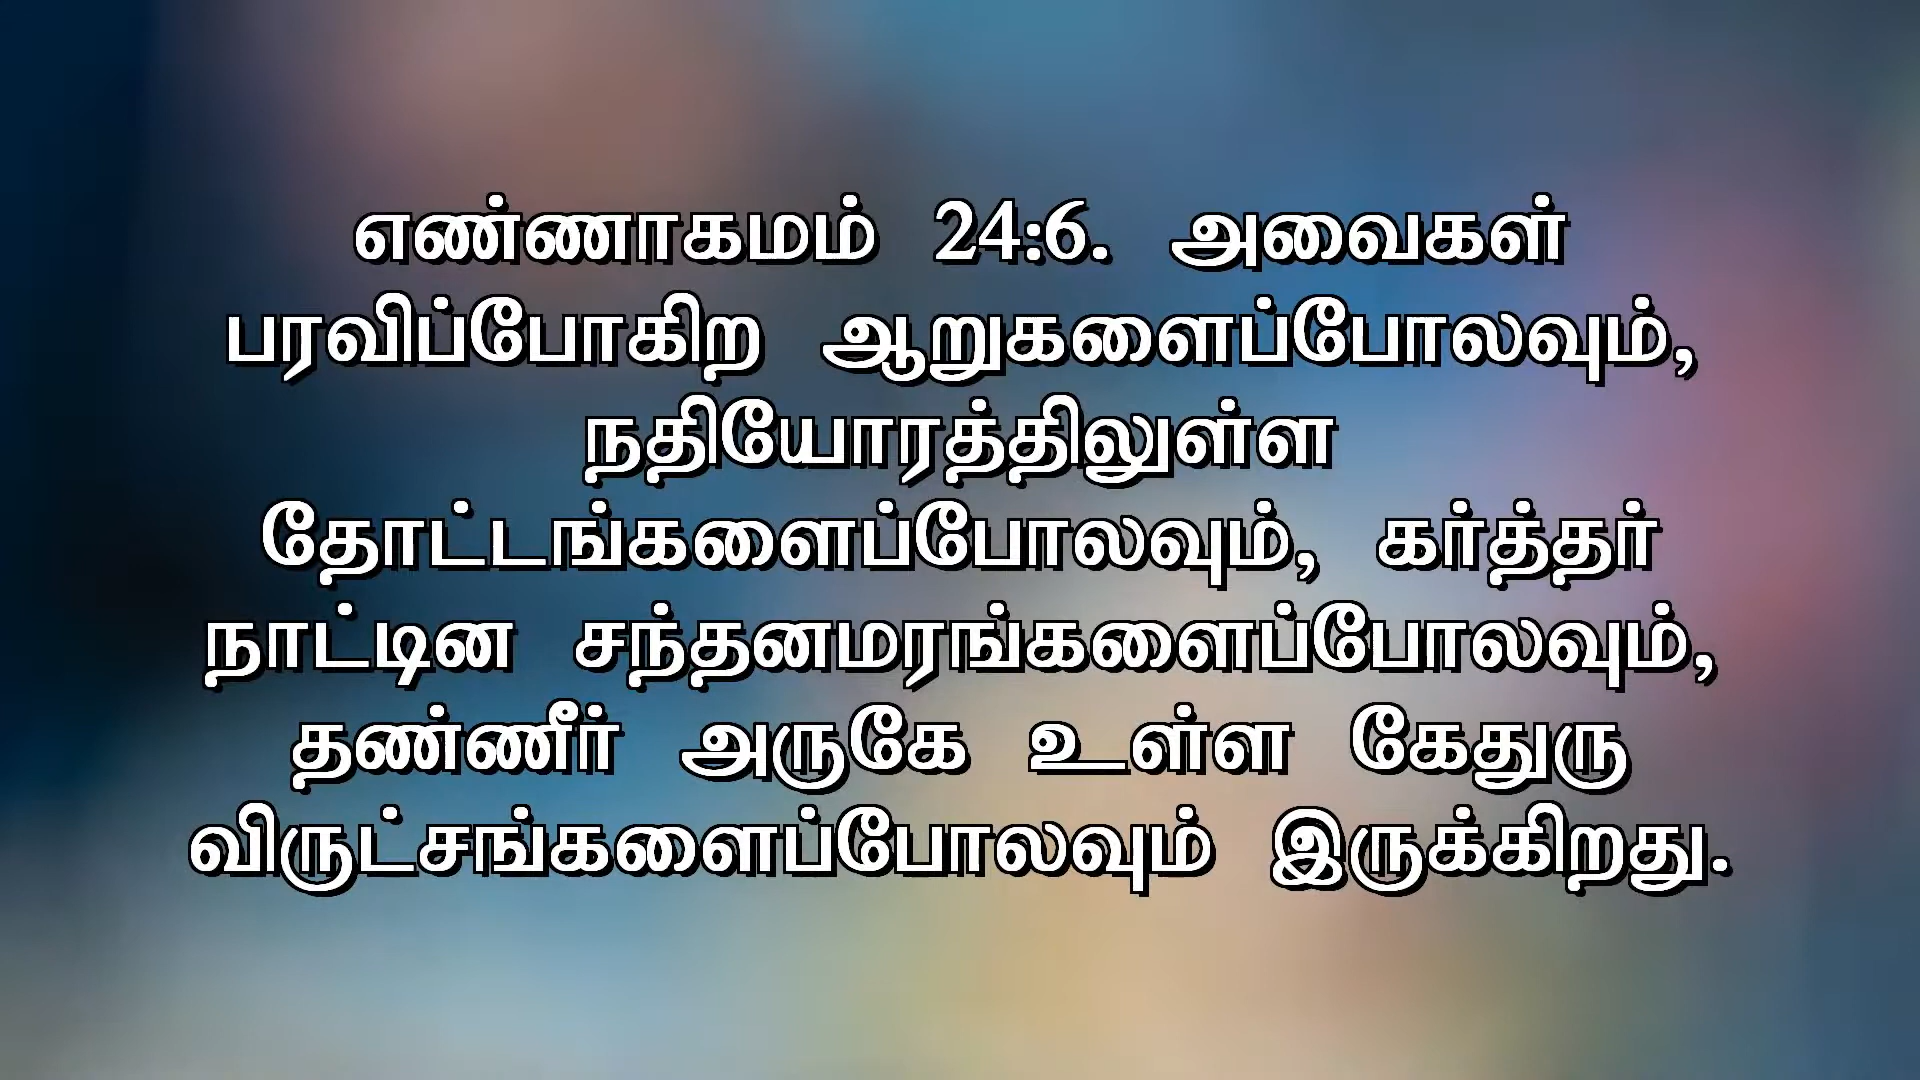 எண்ணாகமம் 24:6. அவைகள்
பரவிப்போகிற ஆறுகளைப்போலவும்,
நதியோரத்திலுள்ள
தோட்டங்களைப்போலவும், கர்த்தர்
நாட்டின சந்தனமரங்களைப்போலவும்,
தண்ணீர் அருகே உள்ள கேதுரு
விருட்சங்களைப்போலவும் இருக்கிறது.